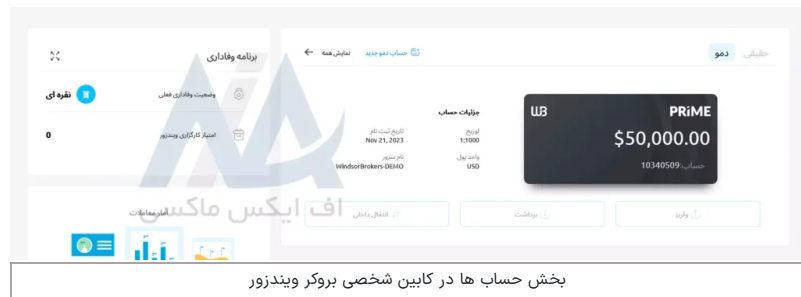 حقیقی دمو
حساب دمو جدید
نمایش همه
PRiME
$50,000.00
حساب:10340509
جزئیات حساب
لوریج
1:1000
تاریخ ثبت نام
Nov 21, 2023
واحد پول
USD
نام سرور
WindsorBrokers-DEMO
واریز
برداشت
انتقال داخلی
برنامه وفاداری
وضعیت وفاداری فعلی
نقره ای
امتیاز کارگزاری ویندزور
0
آمار معاملات
اف ایکس ماکسی
بخش حساب ها در کابین شخصی بروکر ویندزور